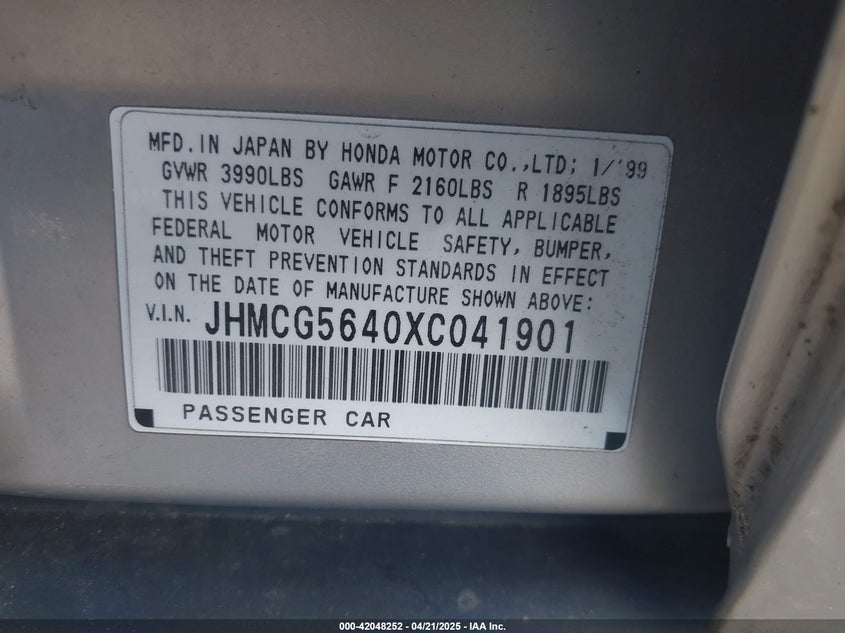 MFD.IN JAPAN BY HONDA MOTOR CO.,LTD; 1/'99
GVWR 3990LBS GAWR F 2160LBS R 1895LBS
THIS VEHICLE CONFORMS TO ALL APPLICABLE
FEDERAL MOTOR VEHICLE SAFETY, BUMPER,
AND THEFT PREVENTION STANDARDS IN EFFECT
ON THE DATE OF MANUFACTURE SHOWN ABOVE:
V.I.N. JHMCG5640XC041901
PASSENGER CAR
000-42048252 - 04/21/2025 - IAA Inc.